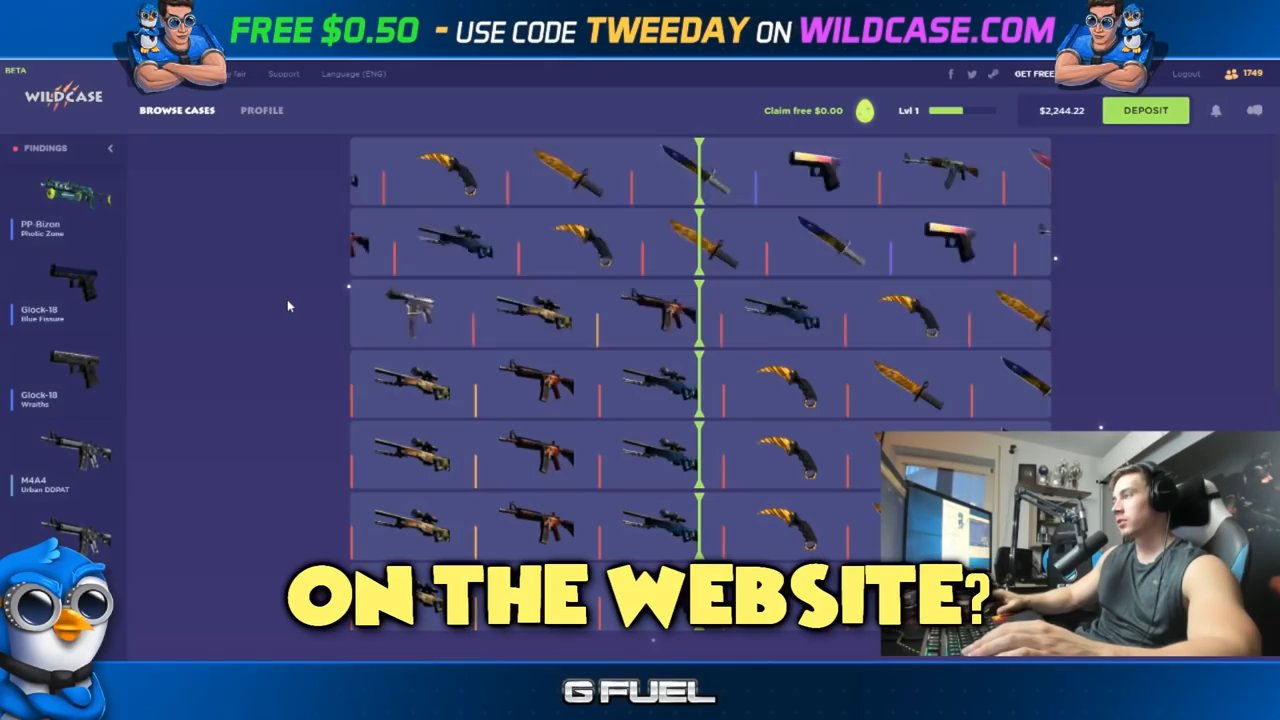 FREE $0.50 - USE CODE TWEEDAY ON WILDCASE.COM
BETA
fair
Support
Language (ENG)
GET FREE
Logout
1749
WILDCASE
BROWSE CASES
PROFILE
Claim free $0.00
Lvl 1
$2,244.22
DEPOSIT
FINDINGS
PP-Bizon
Photic Zone
Glock-18
Blue Fissure
Glock-18
Wraiths
M4A4
Urban DDPAT
ON THE WEBSITE?
G FUEL